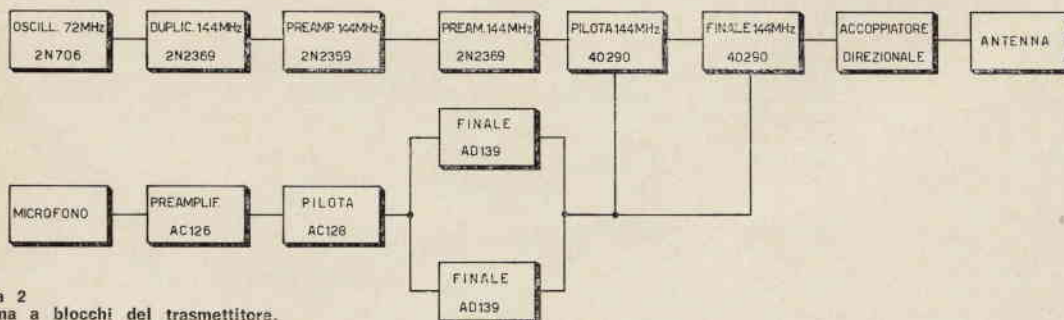 OSCILL. 72MHz
2N706
DUPLIC. 144MHz
2N2369
PREAMP. 144MHz
2N2359
PREAM. 144MHz
2N2369
PILOTA 144MHz
40290
FINALE 144MHz
40290
ACCOPPIATORE
DIREZIONALE
ANTENNA
FINALE
AD139
MICROFONO
PREAMPLIF.
AC126
PILOTA
AC128
FINALE
AD139
a 2
ma a blocchi del trasmettitore.